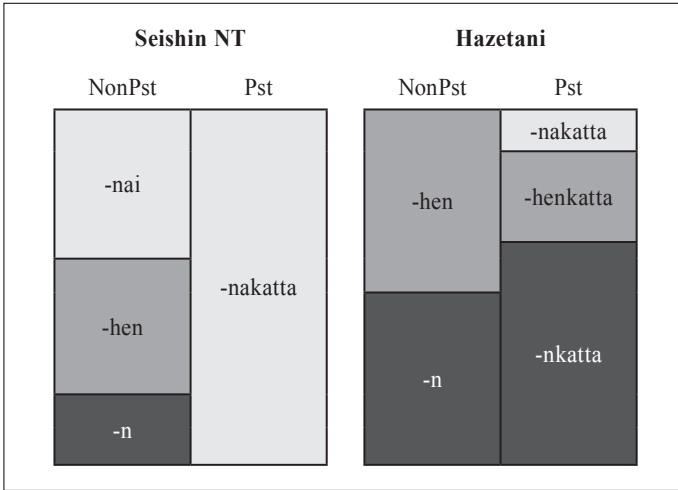 Seishin NT
Hazetani
NonPst Pst
NonPst Pst
-nai
-hen
-n
-nakatta
-hen
-n
-nakatta
-henkatta
-nkatta